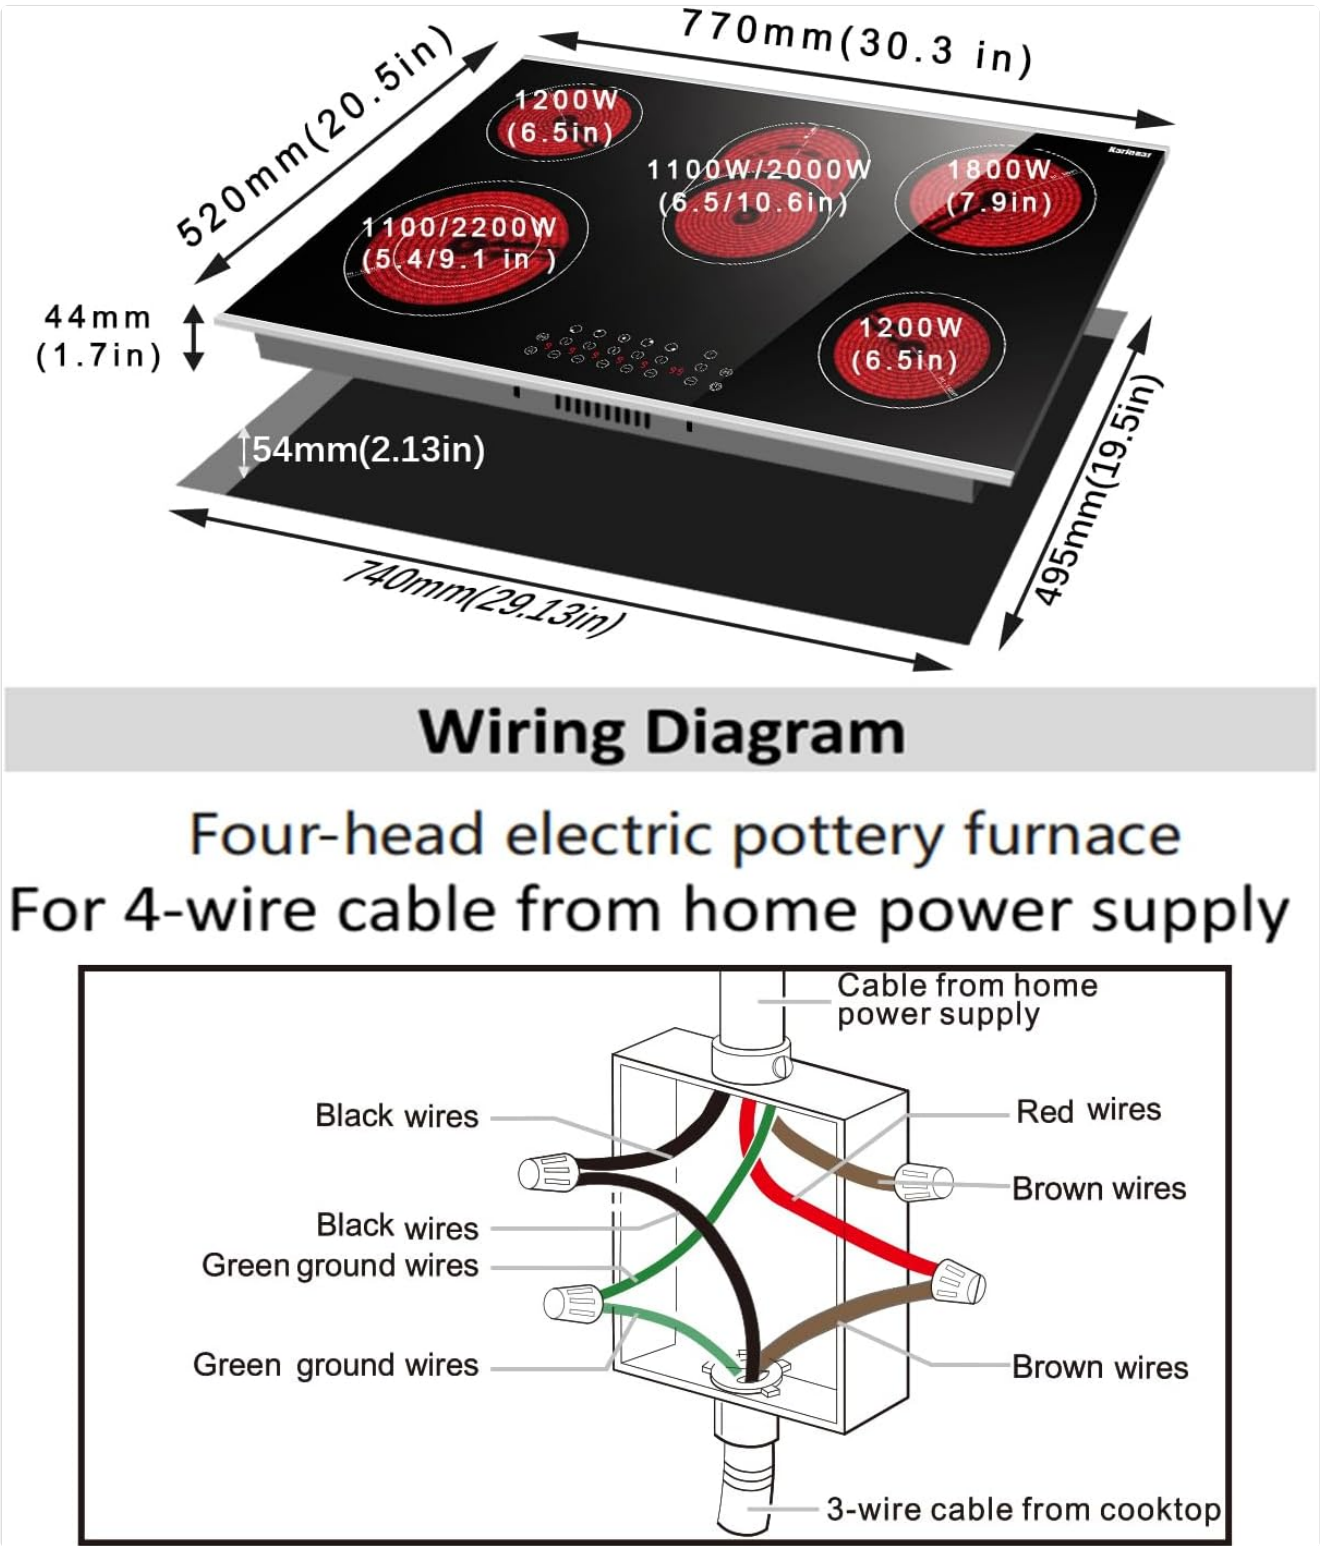 770mm(30.3 in)
520mm(20.5in)
1200W
(6.5in)
1100W/2000W
(6.5/10.6in)
1800W
(7.9in)
Karinear
1100/2200W
(5.4/9.1 in )
1200W
(6.5in)
44mm
(1.7in)
54mm(2.13in)
495mm(19.5in)
740mm(29.13in)
Wiring Diagram
Four-head electric pottery furnace
For 4-wire cable from home power supply
Cable from home
power supply
Black wires
Red wires
Brown wires
Black wires
Green ground wires
Green ground wires
Brown wires
3-wire cable from cooktop